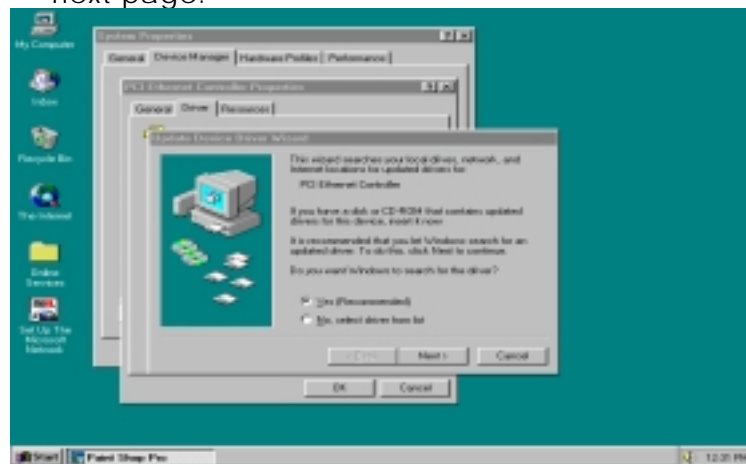 next page.
My Computer
Inbox
Recycle Bin
The Internet
Online
Services
Set Up The
Microsoft
Network
System Properties
General Device Manager Hardware Profiles Performance
PCI Ethernet Controller Properties
General Driver Resources
Update Device Driver Wizard
This wizard searches your local drives, network, and
Internet locations for updated drivers for:
PCI Ethernet Controller
If you have a disk or CD-ROM that contains updated
drivers for this device, insert it now.
It is recommended that you let Windows search for an
updated driver. To do this, click Next to continue.
Do you want Windows to search for the driver?
Yes (Recommended)
No, select driver from list
< Back Next > Cancel
OK Cancel
Start Paint Shop Pro 12:31 PM